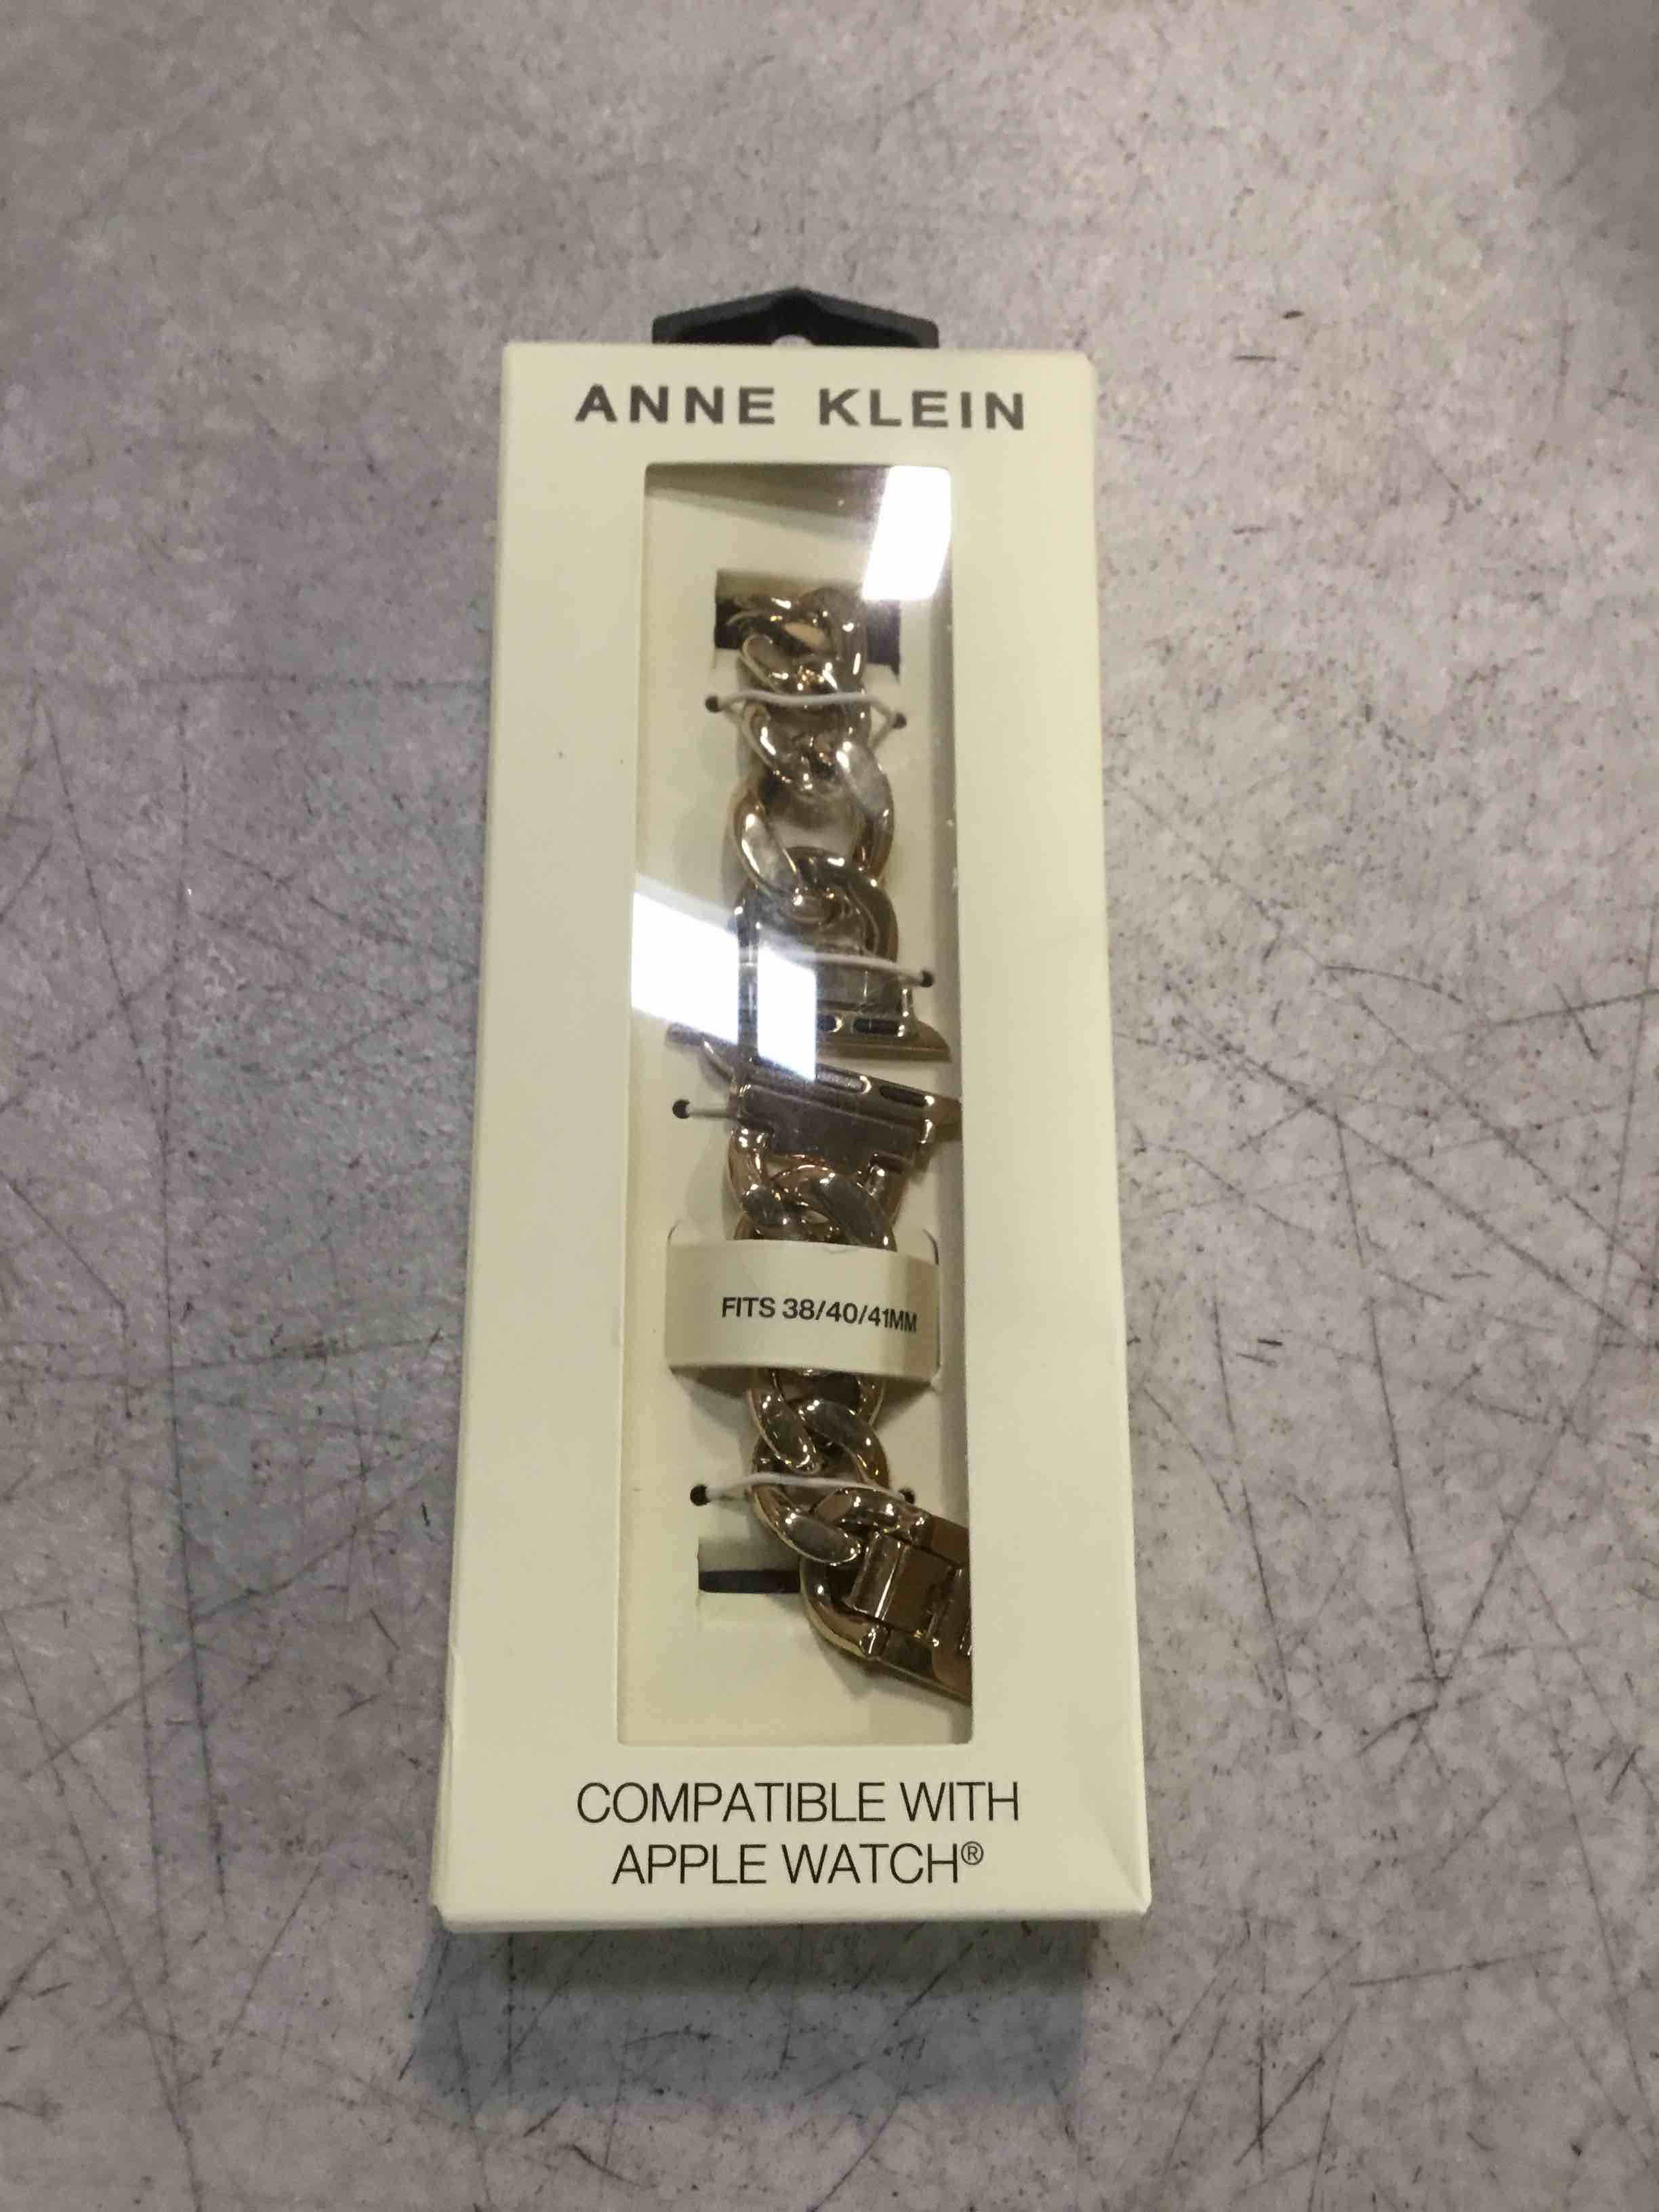 ANNE KLEIN
FITS 38/40/41MM
COMPATIBLE WITH
APPLE WATCH®